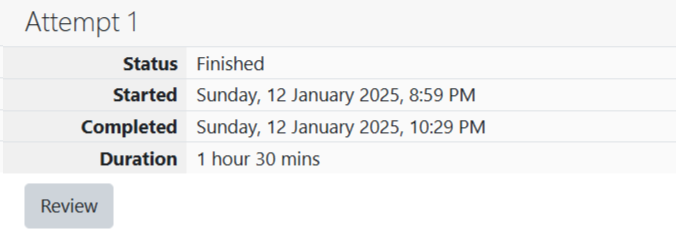 Attempt 1
Status Finished
Started Sunday, 12 January 2025, 8:59 PM
Completed Sunday, 12 January 2025, 10:29 PM
Duration 1 hour 30 mins
Review